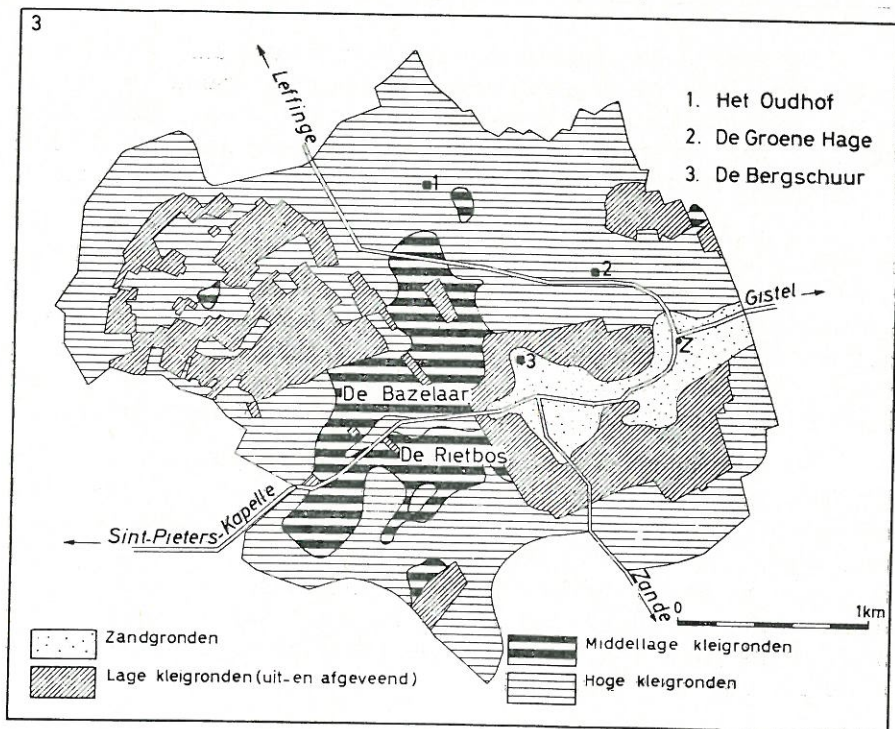 3
Leffinge
1. Het Oudhof
2. De Groene Hage
3. De Bergschuur
1
2
Gistel
Z
3
De Bazelaar
De Rietbos
Sint-Pieters-Kapelle
Zande
0 1km
Zandgronden
Lage kleigronden (uit-en afgeveend)
Middellage kleigronden
Hoge kleigronden